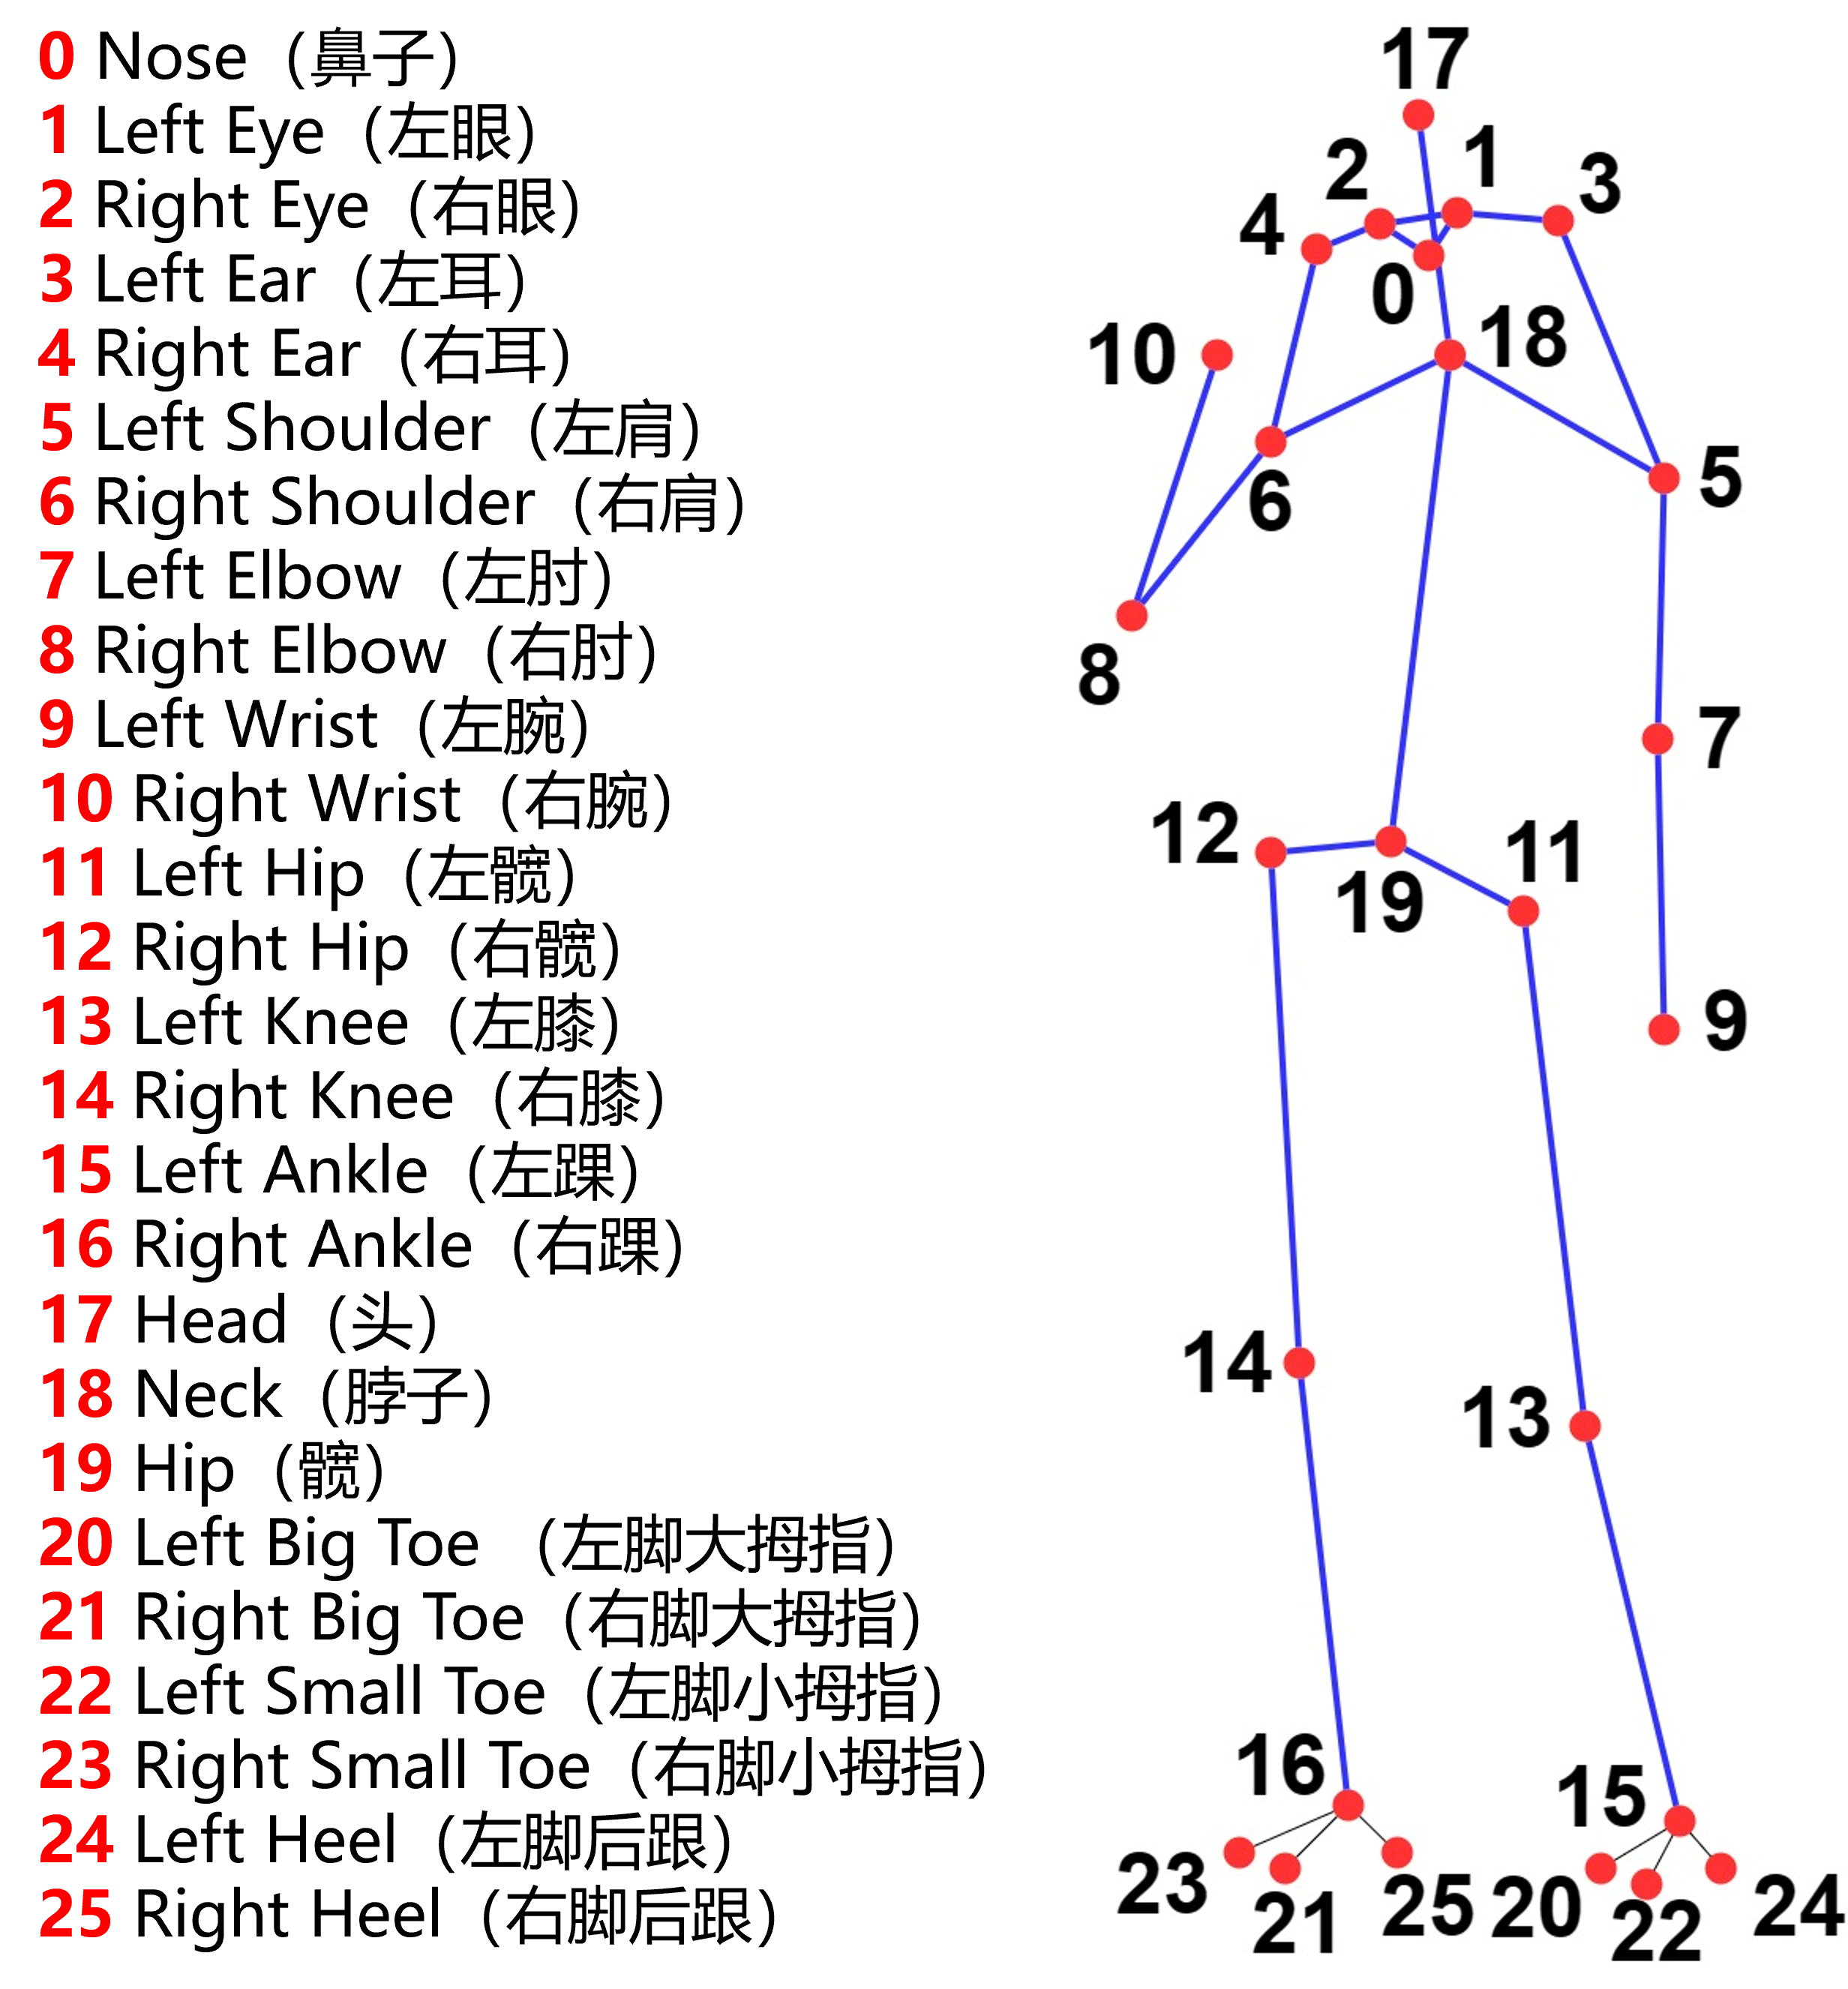 0 Nose（鼻子）
1 Left Eye（左眼）
2 Right Eye（右眼）
3 Left Ear（左耳）
4 Right Ear（右耳）
5 Left Shoulder（左肩）
6 Right Shoulder（右肩）
7 Left Elbow（左肘）
8 Right Elbow（右肘）
9 Left Wrist（左腕）
10 Right Wrist（右腕）
11 Left Hip（左髋）
12 Right Hip（右髋）
13 Left Knee（左膝）
14 Right Knee（右膝）
15 Left Ankle（左踝）
16 Right Ankle（右踝）
17 Head（头）
18 Neck（脖子）
19 Hip（髋）
20 Left Big Toe （左脚大拇指）
21 Right Big Toe（右脚大拇指）
22 Left Small Toe（左脚小拇指）
23 Right Small Toe（右脚小拇指）
24 Left Heel（左脚后跟）
25 Right Heel（右脚后跟）
17
2 1 3
4
0
10 18
6 5
8
7
12 11
19
9
14
13
16 15
23 21 25 20 22 24